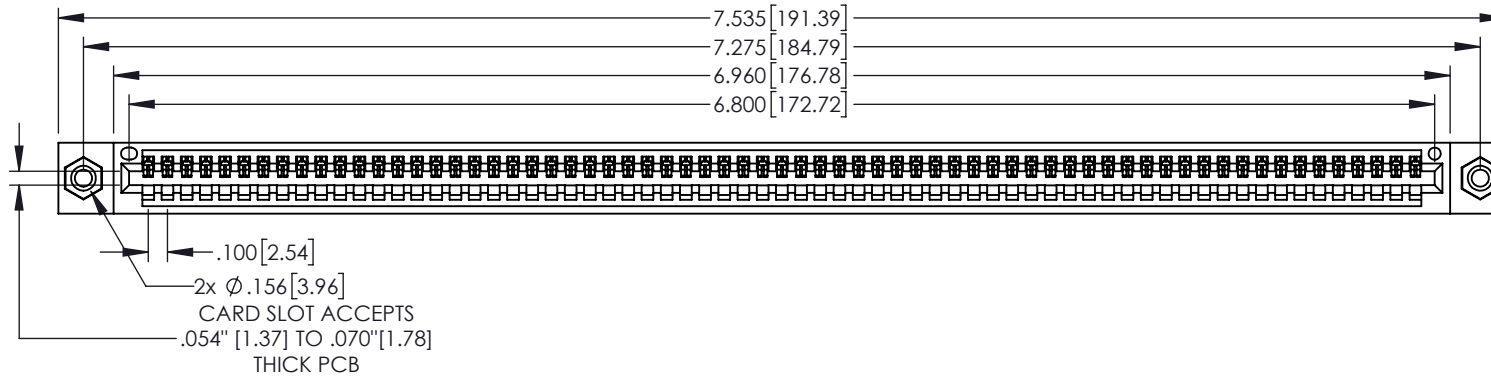 7.535[191.39]
7.275[184.79]
6.960[176.78]
6.800[172.72]
.100[2.54]
2x Ø.156[3.96]
CARD SLOT ACCEPTS
.054" [1.37] TO .070"[1.78]
THICK PCB